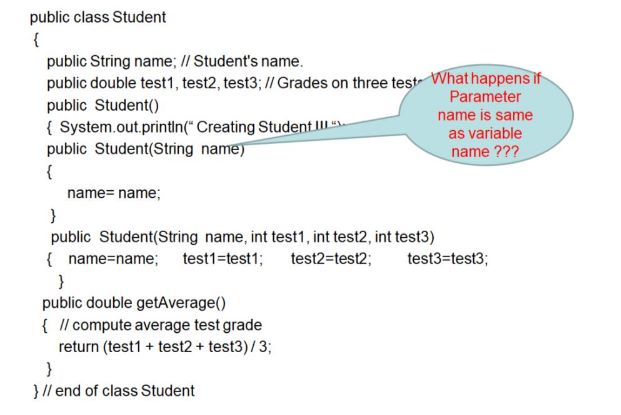 public class Student
{
public String name; // Student's name.
public double test1, test2, test3; // Grades on three
public Student()
{ System.out.println(“ Creating Student !!! “
public Student(String name)
{
name= name;
}
public Student(String name, int test1, int test2, int test3)
{ name=name; test1=test1; test2=test2; test3=test3;
}
public double getAverage()
{ // compute average test grade
return (test1 + test2 + test3) / 3;
}
} // end of class Student
What happens if
Parameter
name is same
as variable
name ???